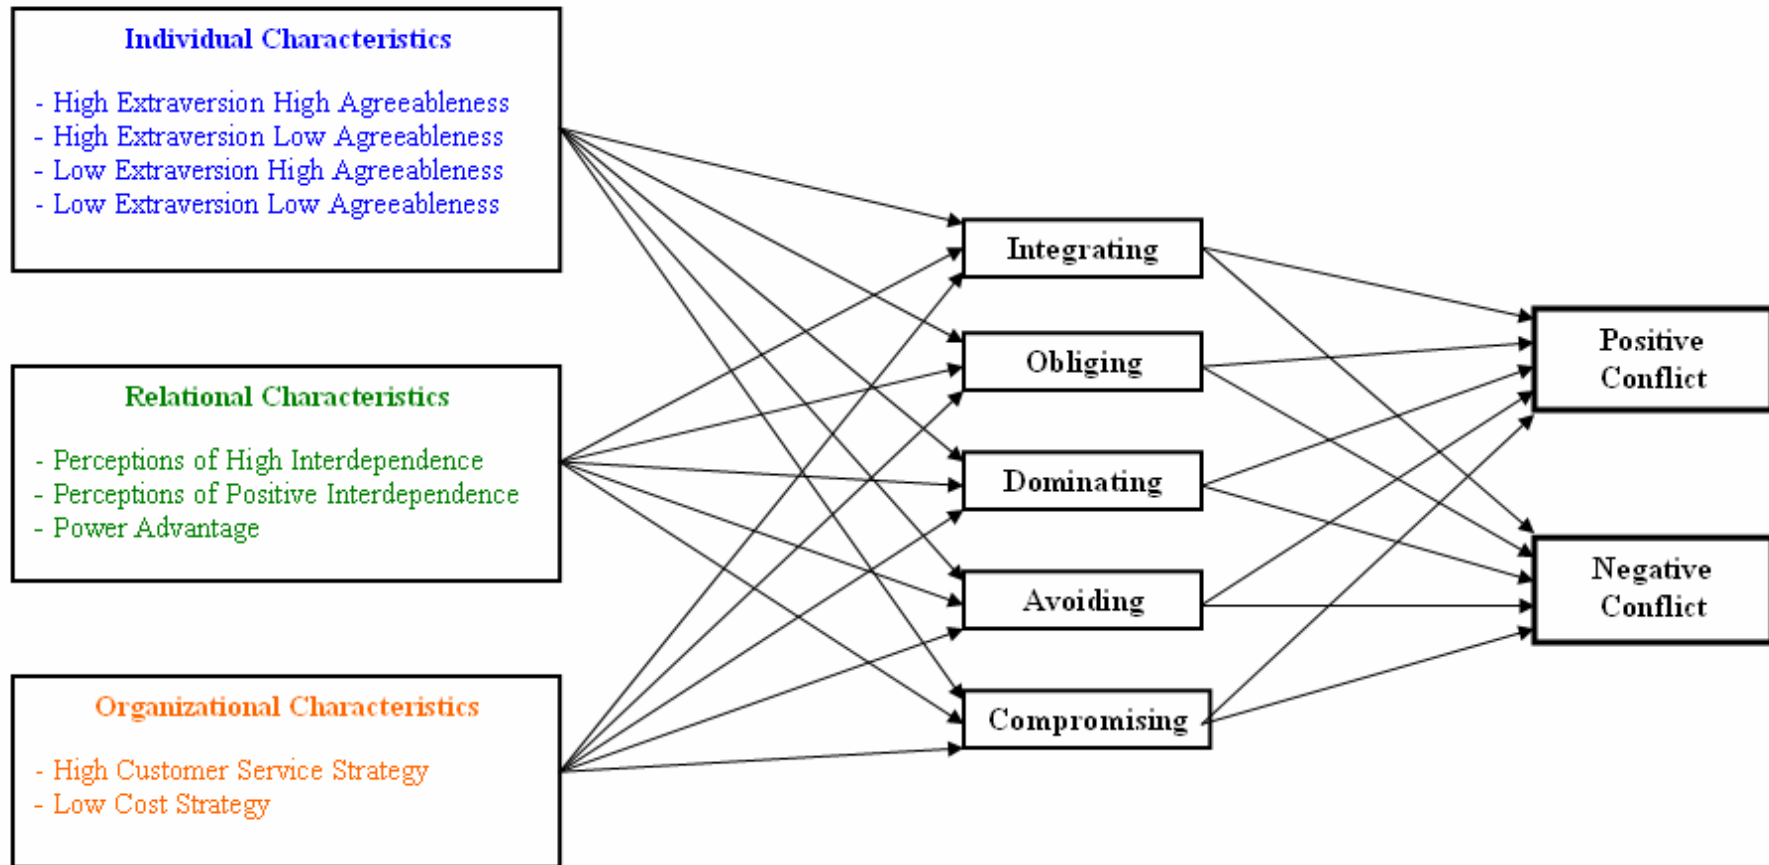 Individual Characteristics
- High Extraversion High Agreeableness
- High Extraversion Low Agreeableness
- Low Extraversion High Agreeableness
- Low Extraversion Low Agreeableness
Relational Characteristics
- Perceptions of High Interdependence
- Perceptions of Positive Interdependence
- Power Advantage
Organizational Characteristics
- High Customer Service Strategy
- Low Cost Strategy
Integrating
Obliging
Dominating
Avoiding
Compromising
Positive
Conflict
Negative
Conflict